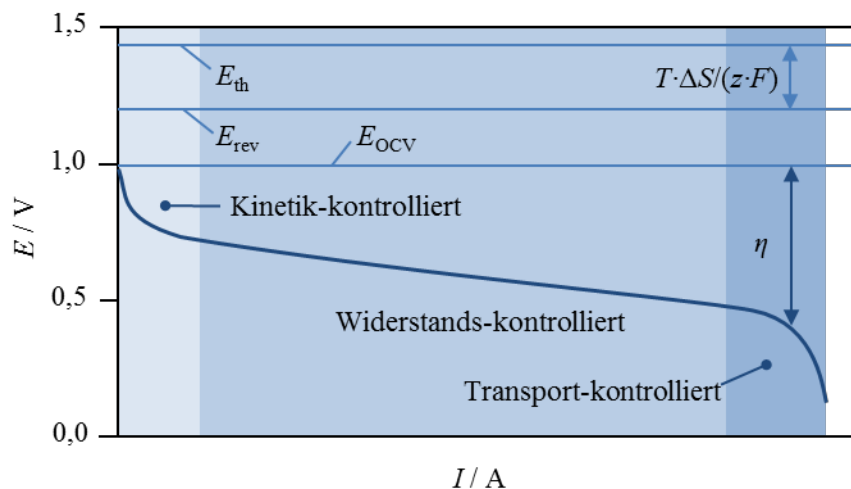 1,5
E_th
T·ΔS/(z·F)
E_rev
E_OCV
1,0
Kinetik-kontrolliert
E / V
η
0,5
Widerstands-kontrolliert
Transport-kontrolliert
0,0
I / A